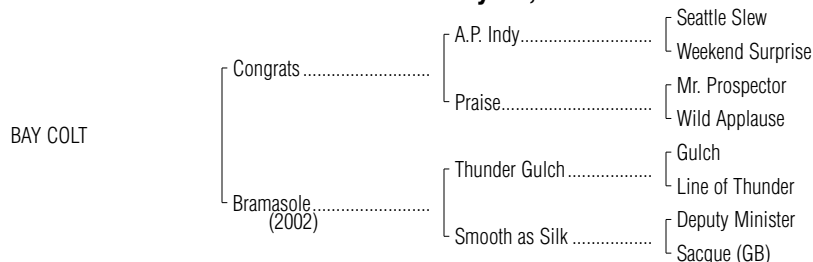 Seattle Slew
A.P. Indy
Weekend Surprise
Congrats
Mr. Prospector
Praise
Wild Applause
BAY COLT
Gulch
Thunder Gulch
Line of Thunder
Bramasole
(2002)
Deputy Minister
Smooth as Silk
Sacque (GB)